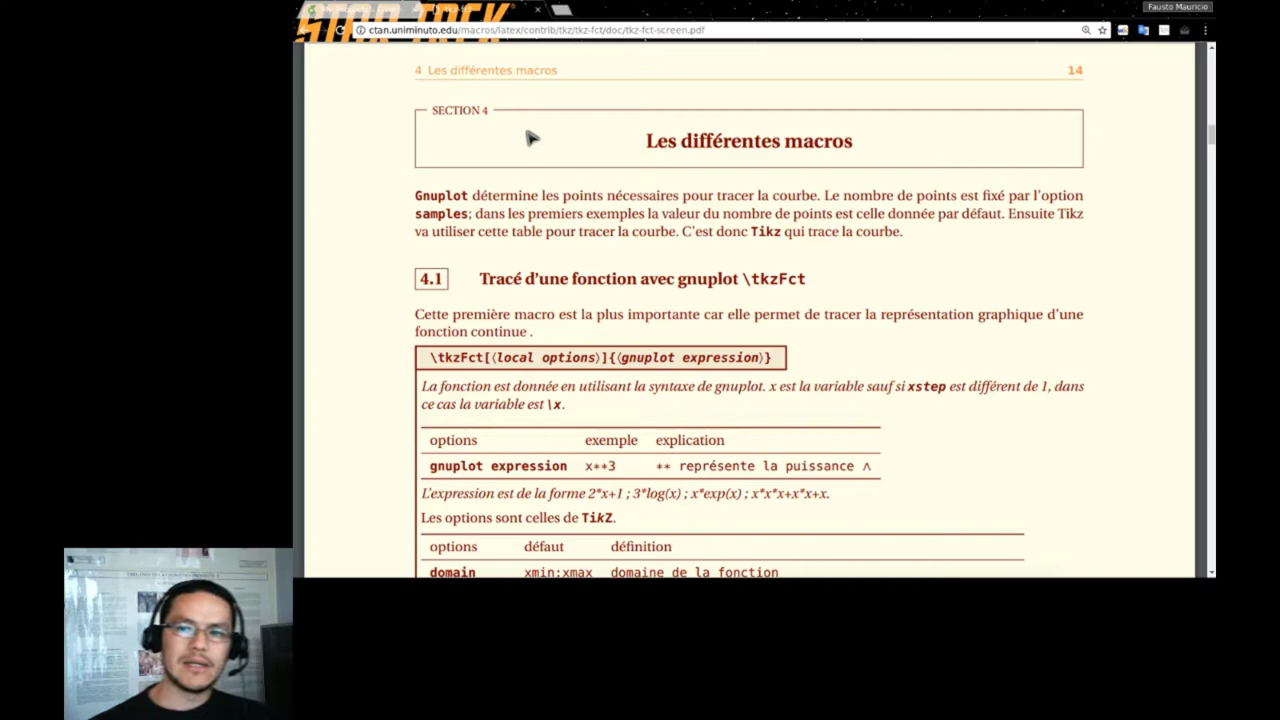 STAR TREK
Fausto Mauricio
ctan.uniminuto.edu/macros/latex/contrib/tkz/tkz-fct/doc/tkz-fct-screen.pdf
4 Les différentes macros 14
SECTION 4
Les différentes macros
Gnuplot détermine les points nécessaires pour tracer la courbe. Le nombre de points est fixé par l'option
samples; dans les premiers exemples la valeur du nombre de points est celle donnée par défaut. Ensuite Tikz
va utiliser cette table pour tracer la courbe. C'est donc Tikz qui trace la courbe.
4.1 Tracé d'une fonction avec gnuplot \tkzFct
Cette première macro est la plus importante car elle permet de tracer la représentation graphique d'une
fonction continue .
\tkzFct[⟨local options⟩]{⟨gnuplot expression⟩}
La fonction est donnée en utilisant la syntaxe de gnuplot. x est la variable sauf si xstep est différent de 1, dans
ce cas la variable est \x.
options exemple explication
gnuplot expression x**3 ** représente la puissance ∧
L'expression est de la forme 2*x+1 ; 3*log(x) ; x*exp(x) ; x*x*x+x*x+x.
Les options sont celles de TikZ.
options défaut définition
domain xmin:xmax domaine de la fonction